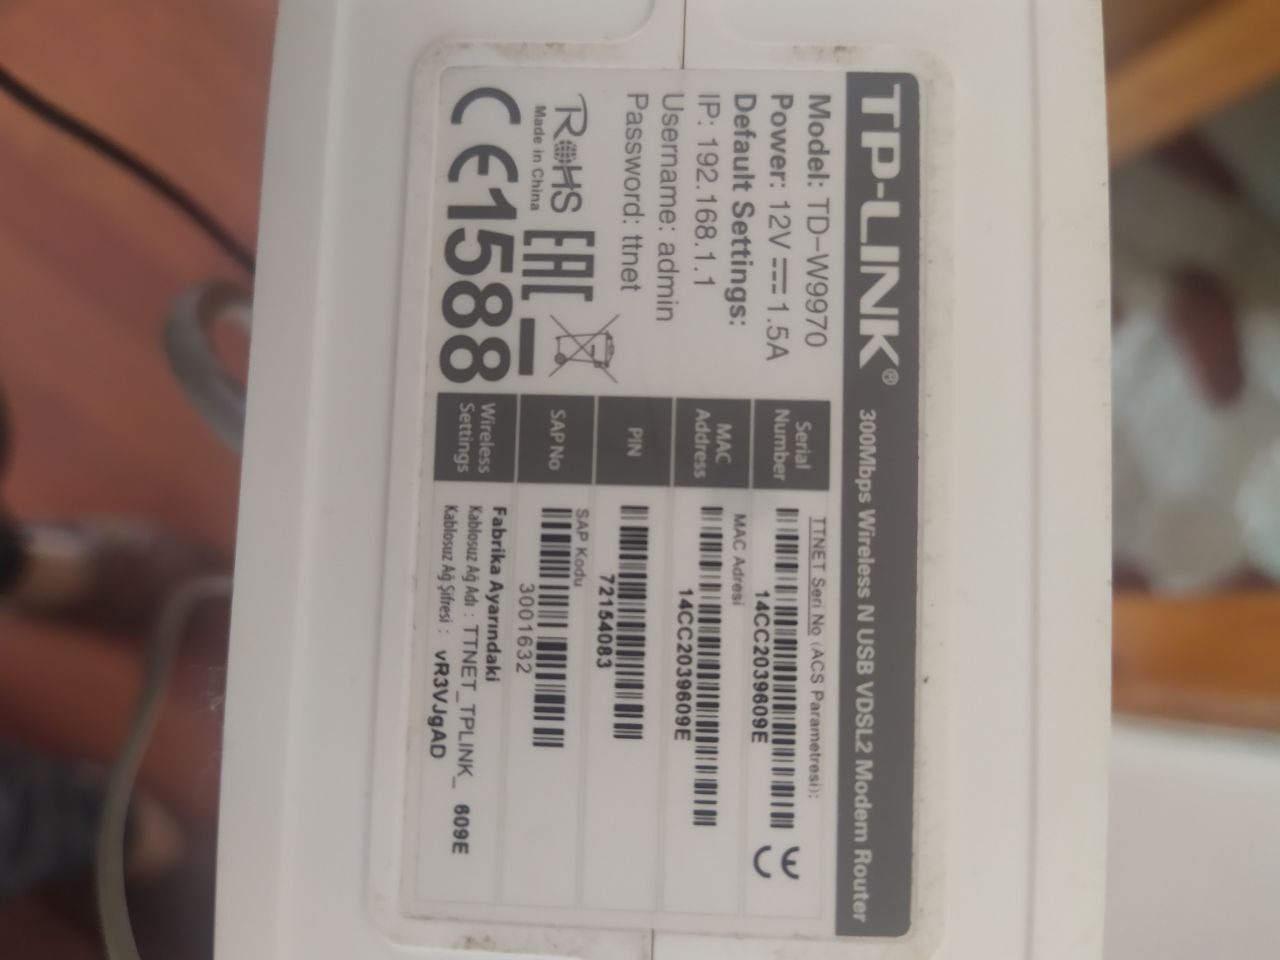 TP-LINK® 300Mbps Wireless N USB VDSL2 Modem Router
Model: TD-W9970
Power: 12V⎓1.5A
Default Settings:
IP: 192.168.1.1
Username: admin
Password: ttnet
RoHS
Made in China
EAC
CE1588
Serial Number
TTNET Seri No (ACS Parametresi):
14CC2039609E
CE
MAC Address
MAC Adresi
14CC2039609E
PIN
72154083
SAP No
SAP Kodu
3001632
Wireless Settings
Fabrika Ayarındaki
Kablosuz Ağ Adı : TTNET_TPLINK_ 609E
Kablosuz Ağ Şifresi : vR3VJgAD